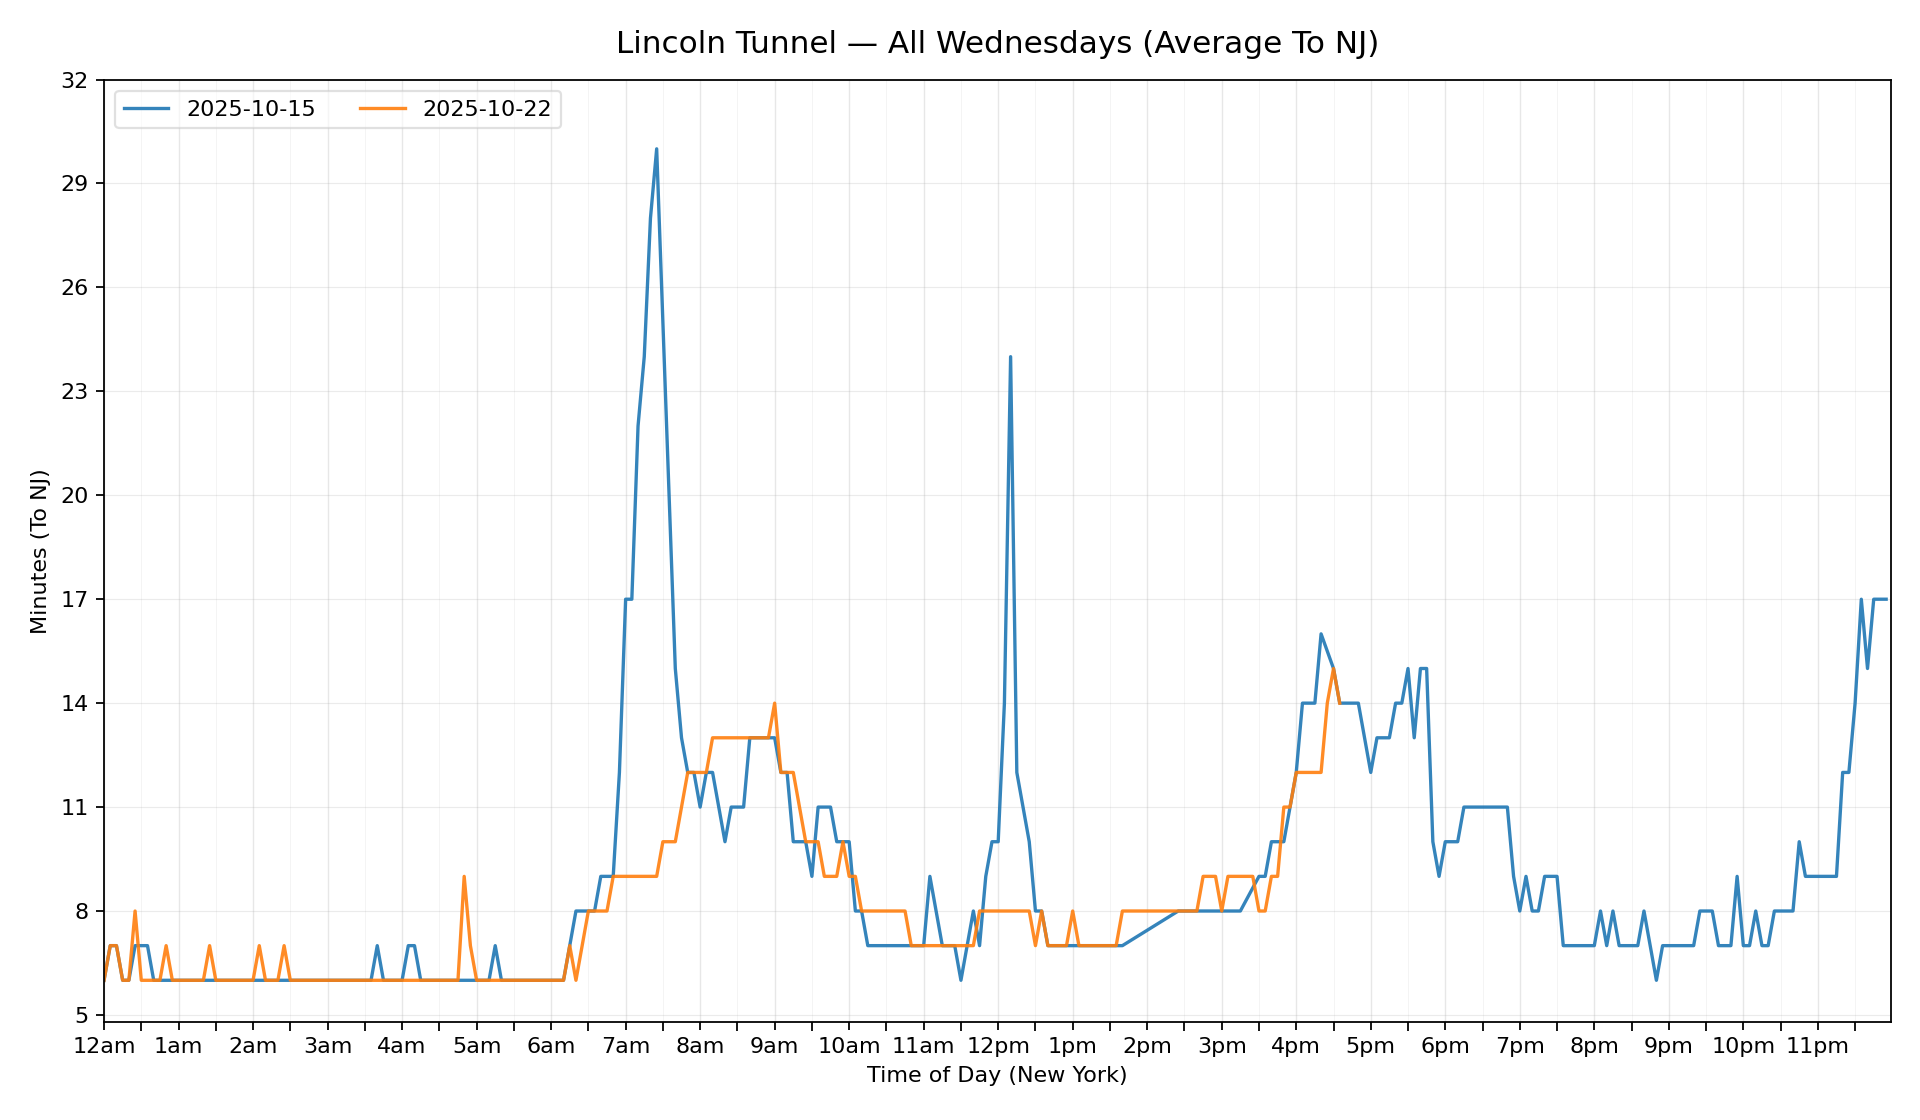 Lincoln Tunnel — All Wednesdays (Average To NJ)
2025-10-15 2025-10-22
Minutes (To NJ)
32
29
26
23
20
17
14
11
8
5
12am 1am 2am 3am 4am 5am 6am 7am 8am 9am 10am 11am 12pm 1pm 2pm 3pm 4pm 5pm 6pm 7pm 8pm 9pm 10pm 11pm
Time of Day (New York)